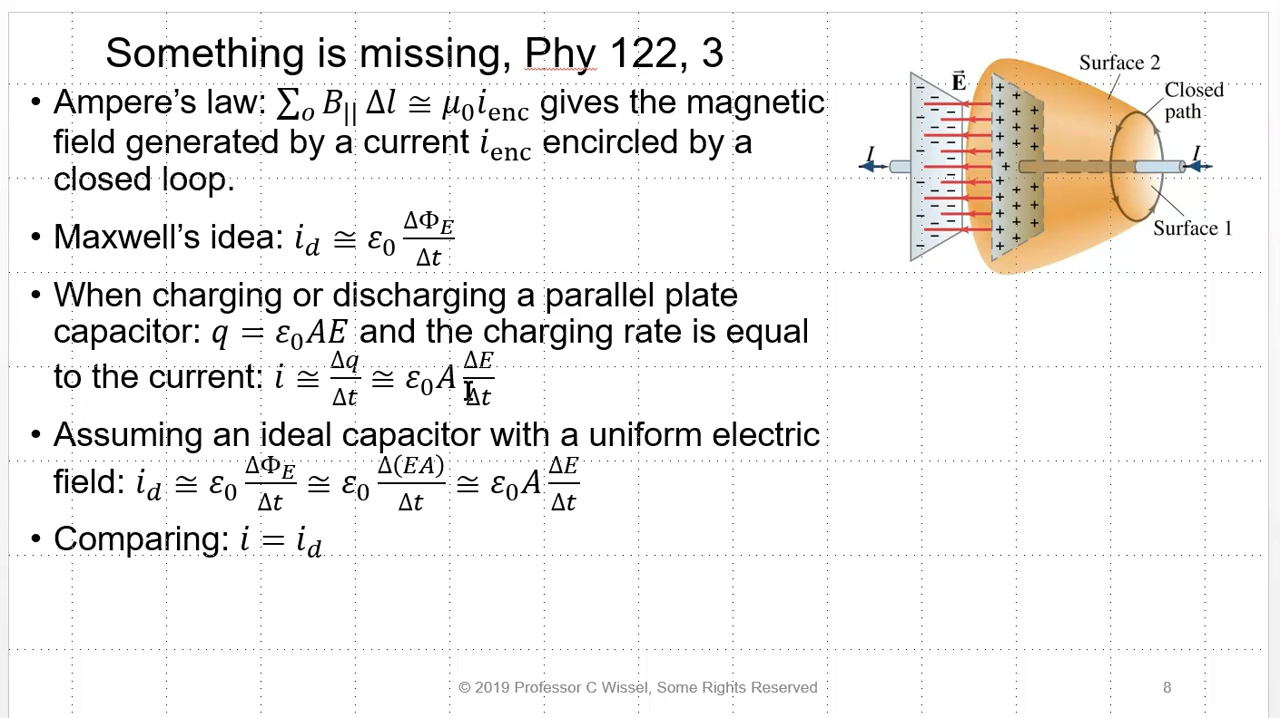 Something is missing, Phy 122, 3
• Ampere's law: ∑ₒ B_|| Δl ≅ μ₀i_enc gives the magnetic
field generated by a current i_enc encircled by a
closed loop.
• Maxwell's idea: i_d ≅ ε₀ ΔΦ_E/Δt
• When charging or discharging a parallel plate
capacitor: q = ε₀AE and the charging rate is equal
to the current: i ≅ Δq/Δt ≅ ε₀A ΔE/Δt
• Assuming an ideal capacitor with a uniform electric
field: i_d ≅ ε₀ ΔΦ_E/Δt ≅ ε₀ Δ(EA)/Δt ≅ ε₀A ΔE/Δt
• Comparing: i = i_d
Surface 2
E⃗
Closed
path
I
I
Surface 1
© 2019 Professor C Wissel, Some Rights Reserved
8